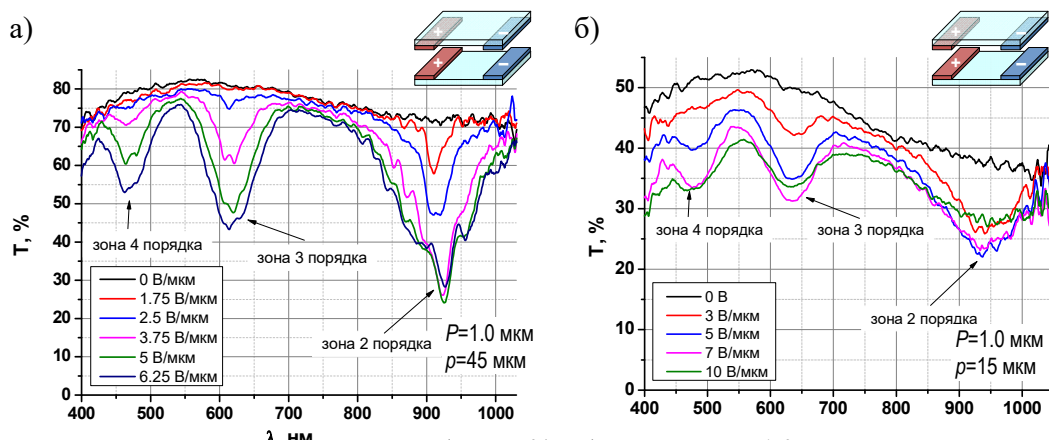 а)
+
−
+
−
T, %
80
70
60
50
40
30
20
10
0
400 500 600 700 800 900 1000
λ, нм
зона 4 порядка
зона 3 порядка
зона 2 порядка
0 В/мкм
1.75 В/мкм
2.5 В/мкм
3.75 В/мкм
5 В/мкм
6.25 В/мкм
P=1.0 мкм
p=45 мкм
б)
+
−
+
−
T, %
50
40
30
20
10
0
400 500 600 700 800 900 1000
зона 4 порядка
зона 3 порядка
зона 2 порядка
0 В
3 В/мкм
5 В/мкм
7 В/мкм
10 В/мкм
P=1.0 мкм
p=15 мкм